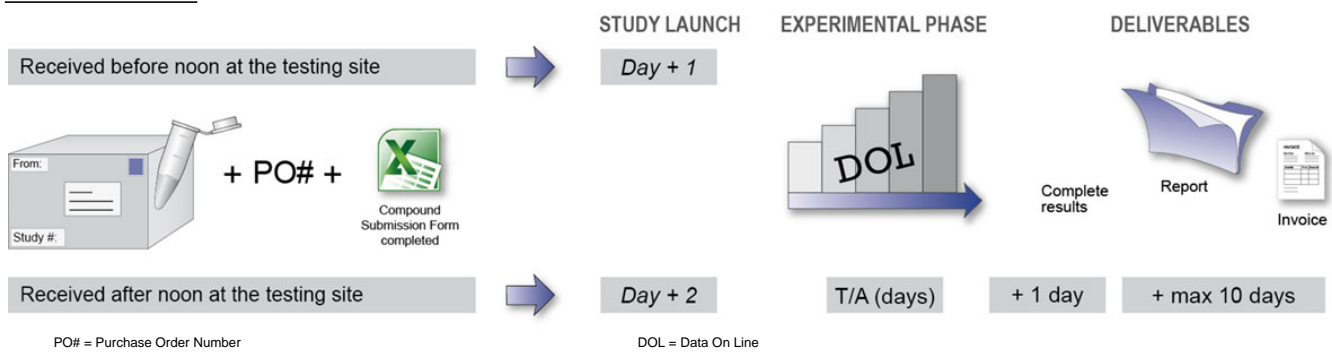 STUDY LAUNCH EXPERIMENTAL PHASE DELIVERABLES
Received before noon at the testing site Day + 1
From:
Study #:
+ PO# +
Compound
Submission Form
completed
DOL
Complete
results
Report
INVOICE
Invoice
Received after noon at the testing site Day + 2 T/A (days) + 1 day + max 10 days
PO# = Purchase Order Number DOL = Data On Line